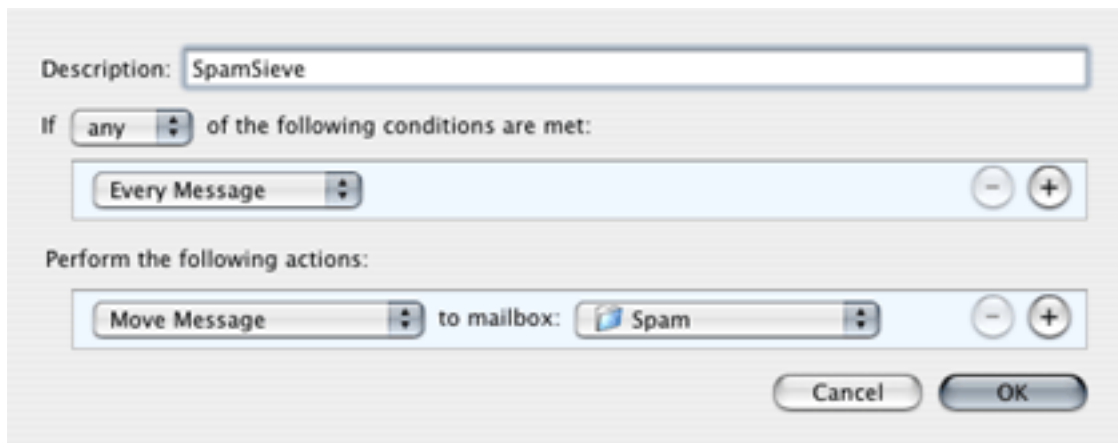 Description: SpamSieve
If any of the following conditions are met:
Every Message
Perform the following actions:
Move Message to mailbox: Spam
Cancel OK